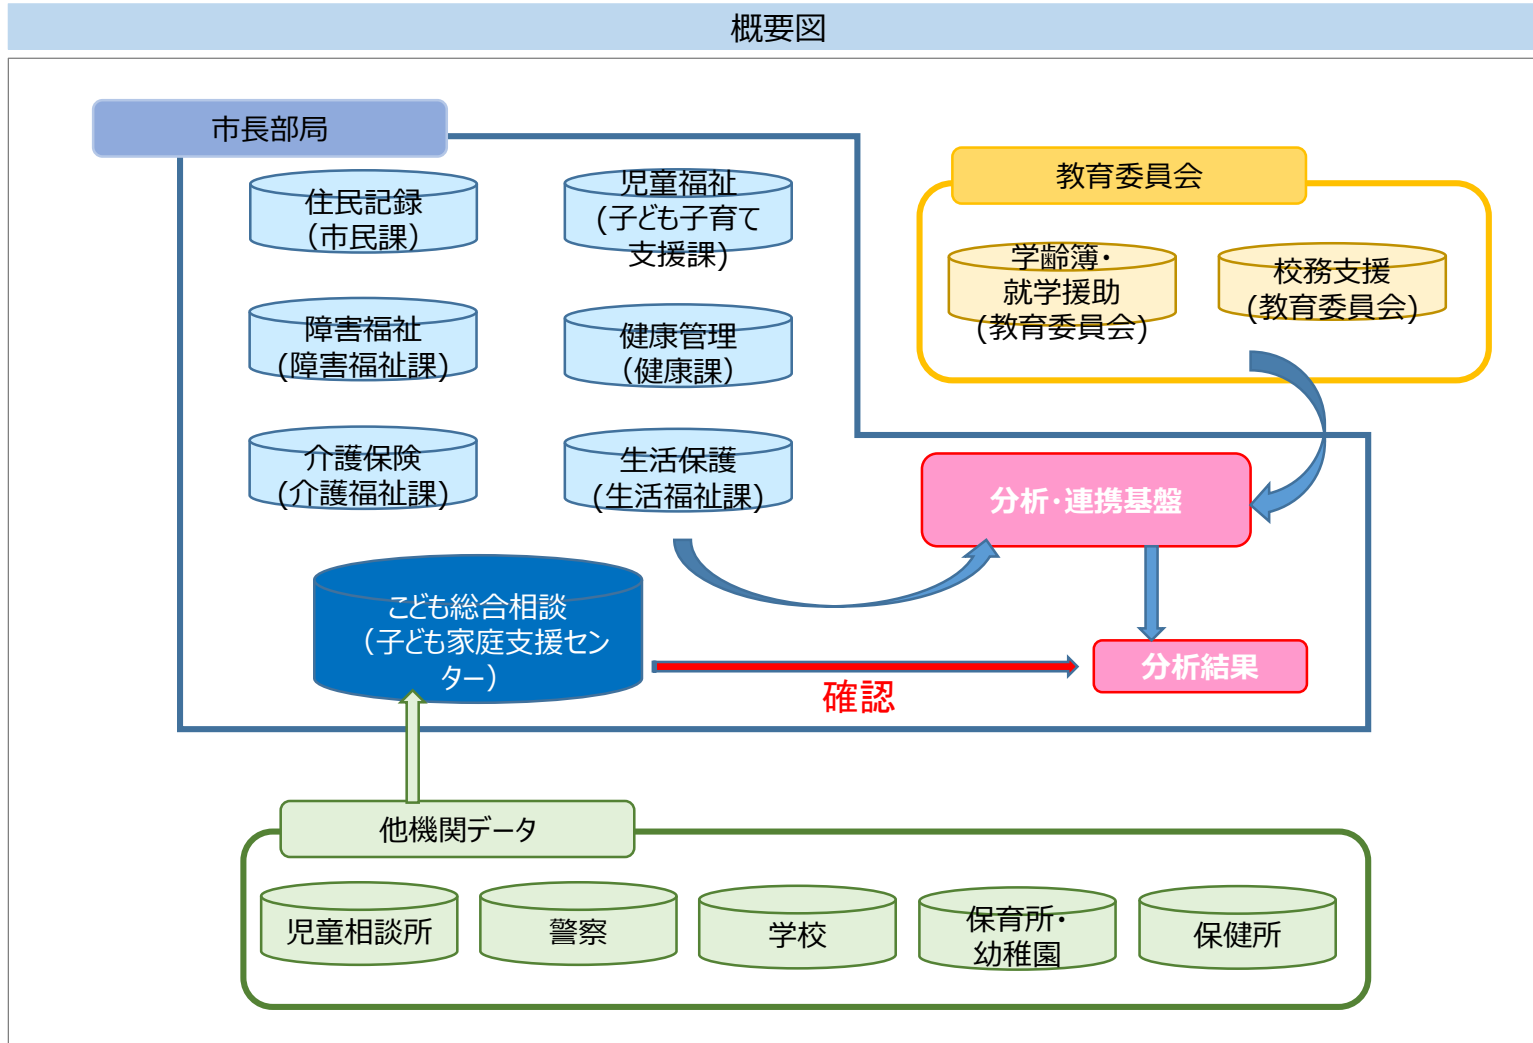 概要図
市長部局
住民記録
（市民課）
児童福祉
(子ども子育て
支援課)
障害福祉
(障害福祉課)
健康管理
（健康課）
介護保険
(介護福祉課)
生活保護
(生活福祉課)
教育委員会
学齢簿・
就学援助
(教育委員会)
校務支援
(教育委員会)
分析・連携基盤
こども総合相談
（子ども家庭支援セン
ター）
確認
分析結果
他機関データ
児童相談所
警察
学校
保育所・
幼稚園
保健所